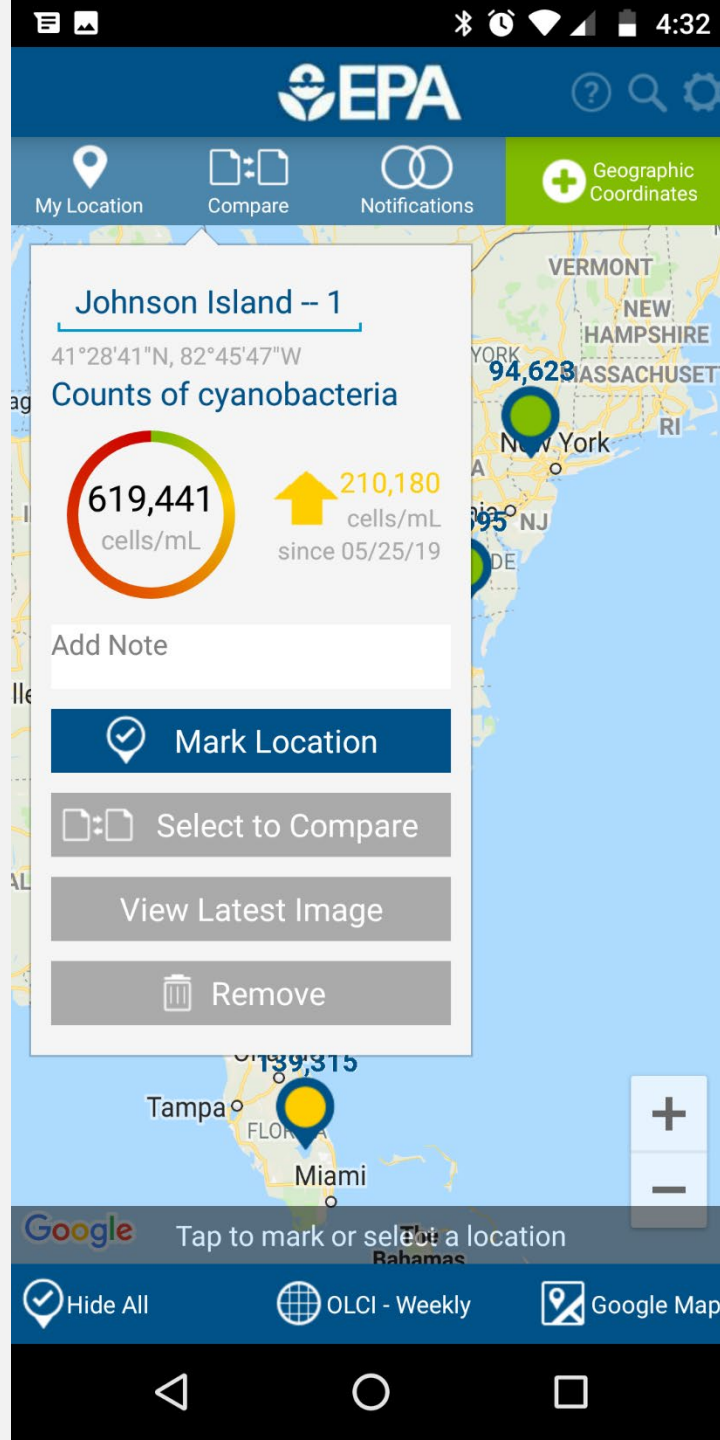 4:32
EPA
My Location
Compare
Notifications
Geographic
Coordinates
VERMONT
NEW
HAMPSHIRE
YORK
94,623
MASSACHUSET
RI
New York
NJ
DE
Johnson Island -- 1
41°28'41"N, 82°45'47"W
Counts of cyanobacteria
619,441
cells/mL
210,180
cells/mL
since 05/25/19
Add Note
Mark Location
Select to Compare
View Latest Image
Remove
139,315
Tampa
Miami
Google
Tap to mark or select a location
The
Bahamas
Hide All
OLCI - Weekly
Google Map